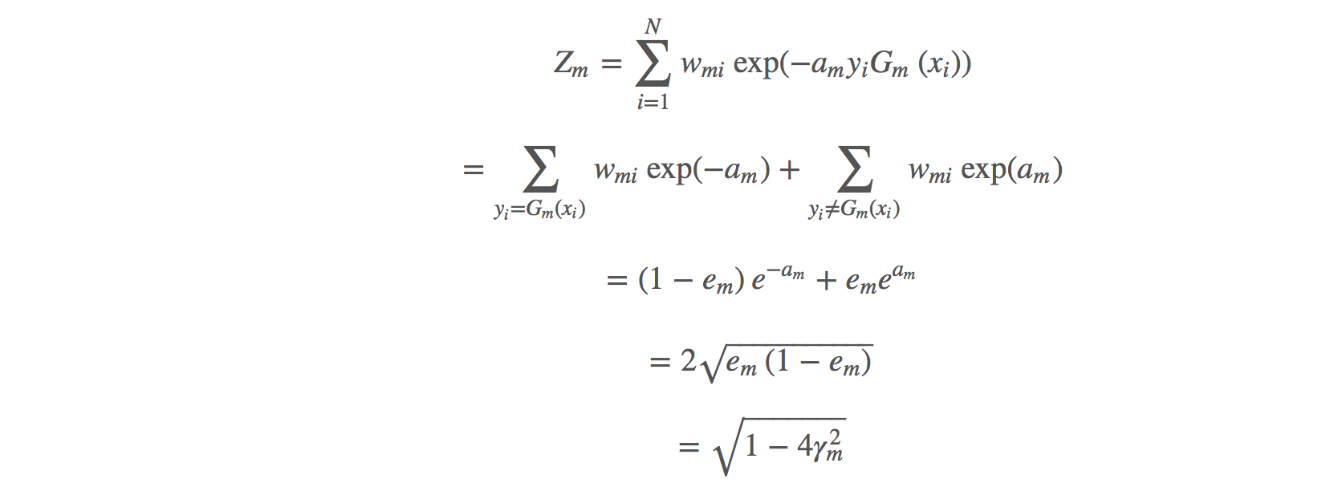 Z_m = \sum_{i=1}^{N} w_{mi} \exp(-a_m y_i G_m (x_i))
= \sum_{y_i = G_m(x_i)} w_{mi} \exp(-a_m) + \sum_{y_i \neq G_m(x_i)} w_{mi} \exp(a_m)
= (1 - e_m) e^{-a_m} + e_m e^{a_m}
= 2\sqrt{e_m (1 - e_m)}
= \sqrt{1 - 4\gamma_m^2}